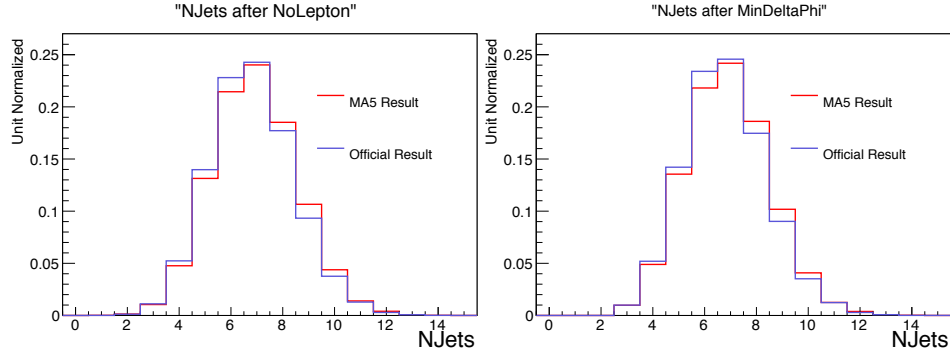 "NJets after NoLepton"
Unit Normalized
0.25
0.2
0.15
0.1
0.05
0
MA5 Result
Official Result
0 2 4 6 8 10 12 14
NJets
"NJets after MinDeltaPhi"
Unit Normalized
0.25
0.2
0.15
0.1
0.05
0
MA5 Result
Official Result
0 2 4 6 8 10 12 14
NJets